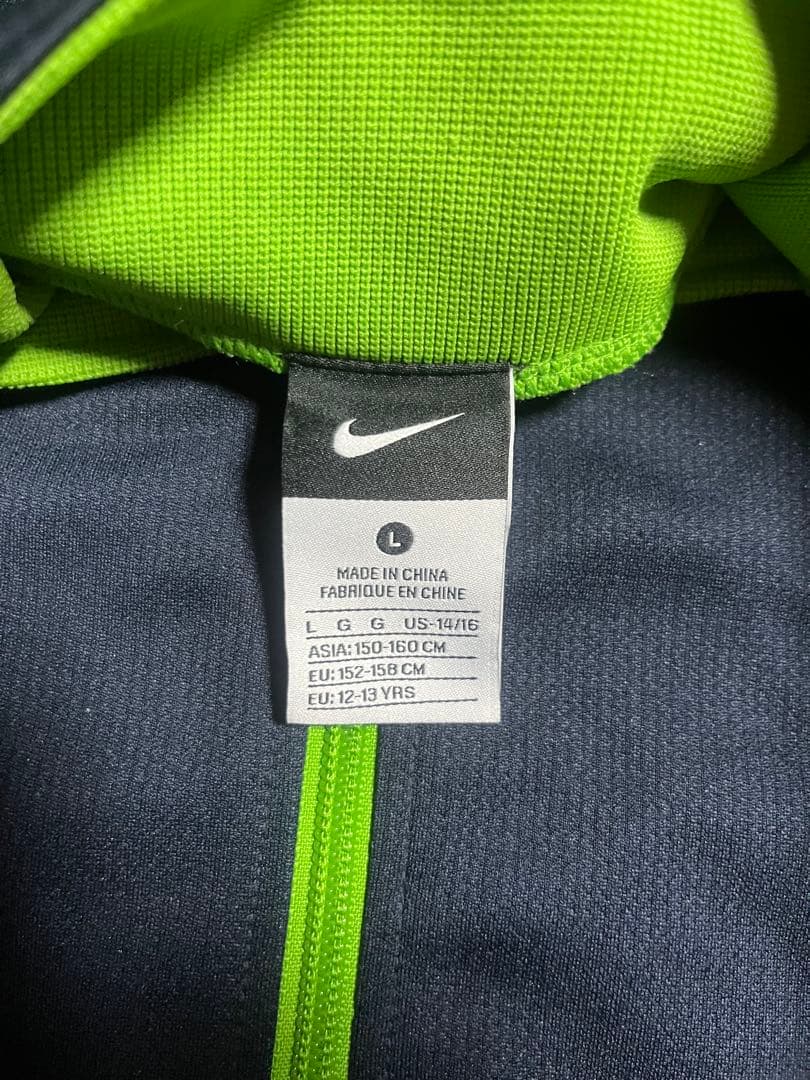 L
MADE IN CHINA
FABRIQUE EN CHINE
L G G US-14/16
ASIA: 150-160 CM
EU: 152-158 CM
EU: 12-13 YRS